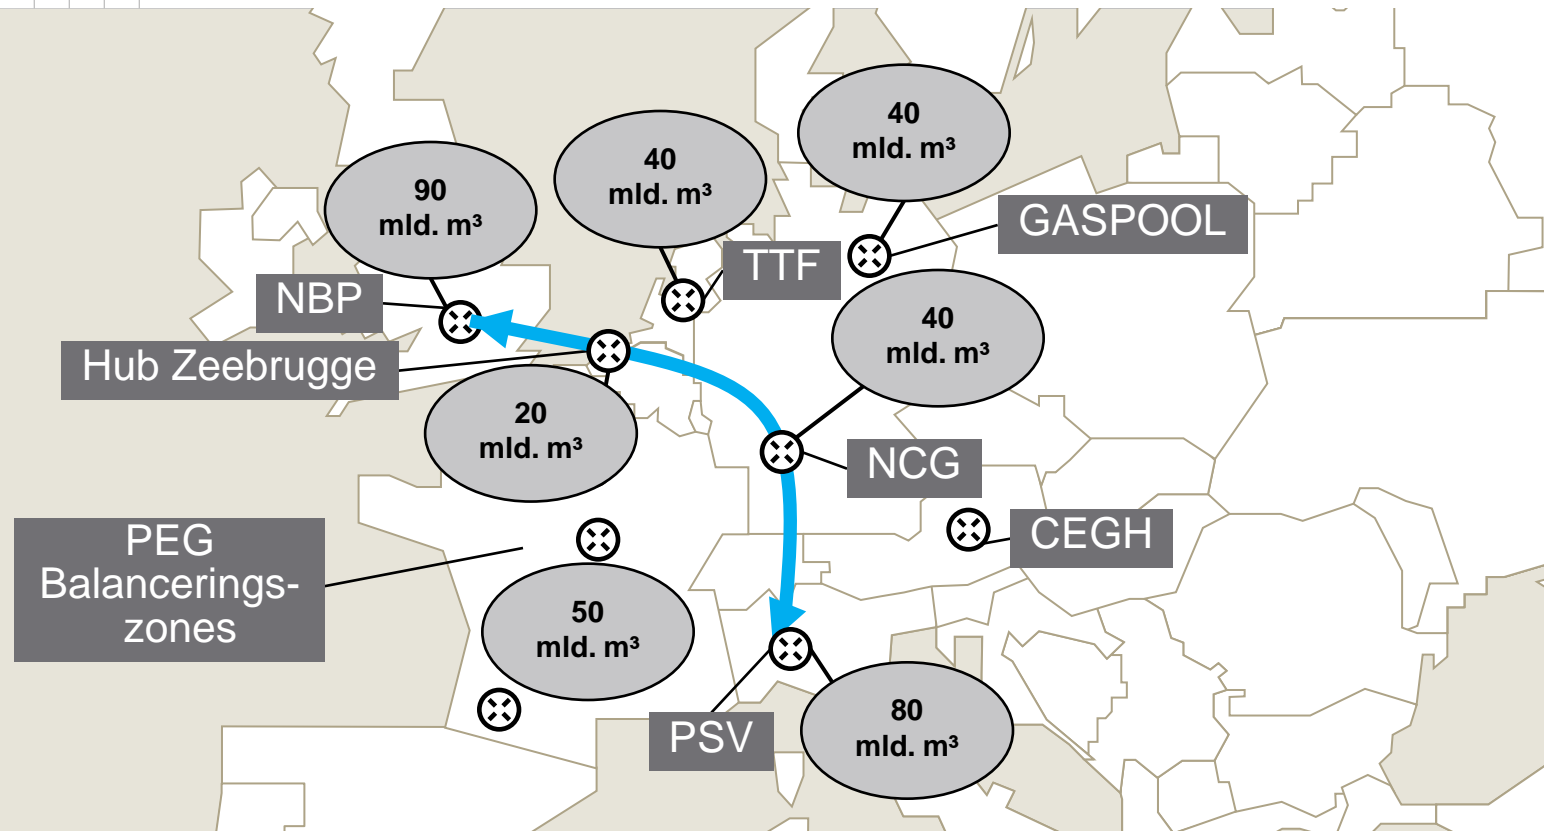 40
mld. m³
40
mld. m³
90
mld. m³
GASPOOL
TTF
NBP
40
mld. m³
Hub Zeebrugge
20
mld. m³
NCG
PEG
Balancerings-
zones
CEGH
50
mld. m³
PSV
80
mld. m³